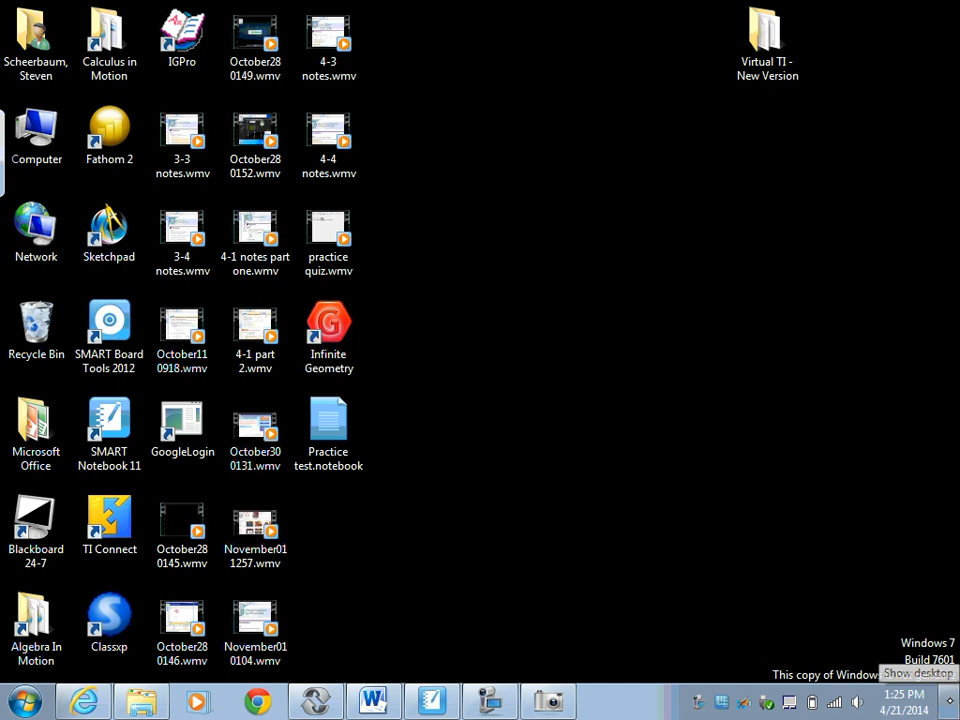 Scheerbaum,
Steven
Calculus in
Motion
IGPro
October28
0149.wmv
4-3
notes.wmv
Virtual TI -
New Version
Computer
Fathom 2
3-3
notes.wmv
October28
0152.wmv
4-4
notes.wmv
Network
Sketchpad
3-4
notes.wmv
4-1 notes part
one.wmv
practice
quiz.wmv
Recycle Bin
SMART Board
Tools 2012
October11
0918.wmv
4-1 part
2.wmv
Infinite
Geometry
Microsoft
Office
SMART
Notebook 11
GoogleLogin
October30
0131.wmv
Practice
test.notebook
Blackboard
24-7
TI Connect
October28
0145.wmv
November01
1257.wmv
Algebra In
Motion
Classxp
October28
0146.wmv
November01
0104.wmv
Windows 7
Build 7601
This copy of Window
Show desktop
1:25 PM
4/21/2014